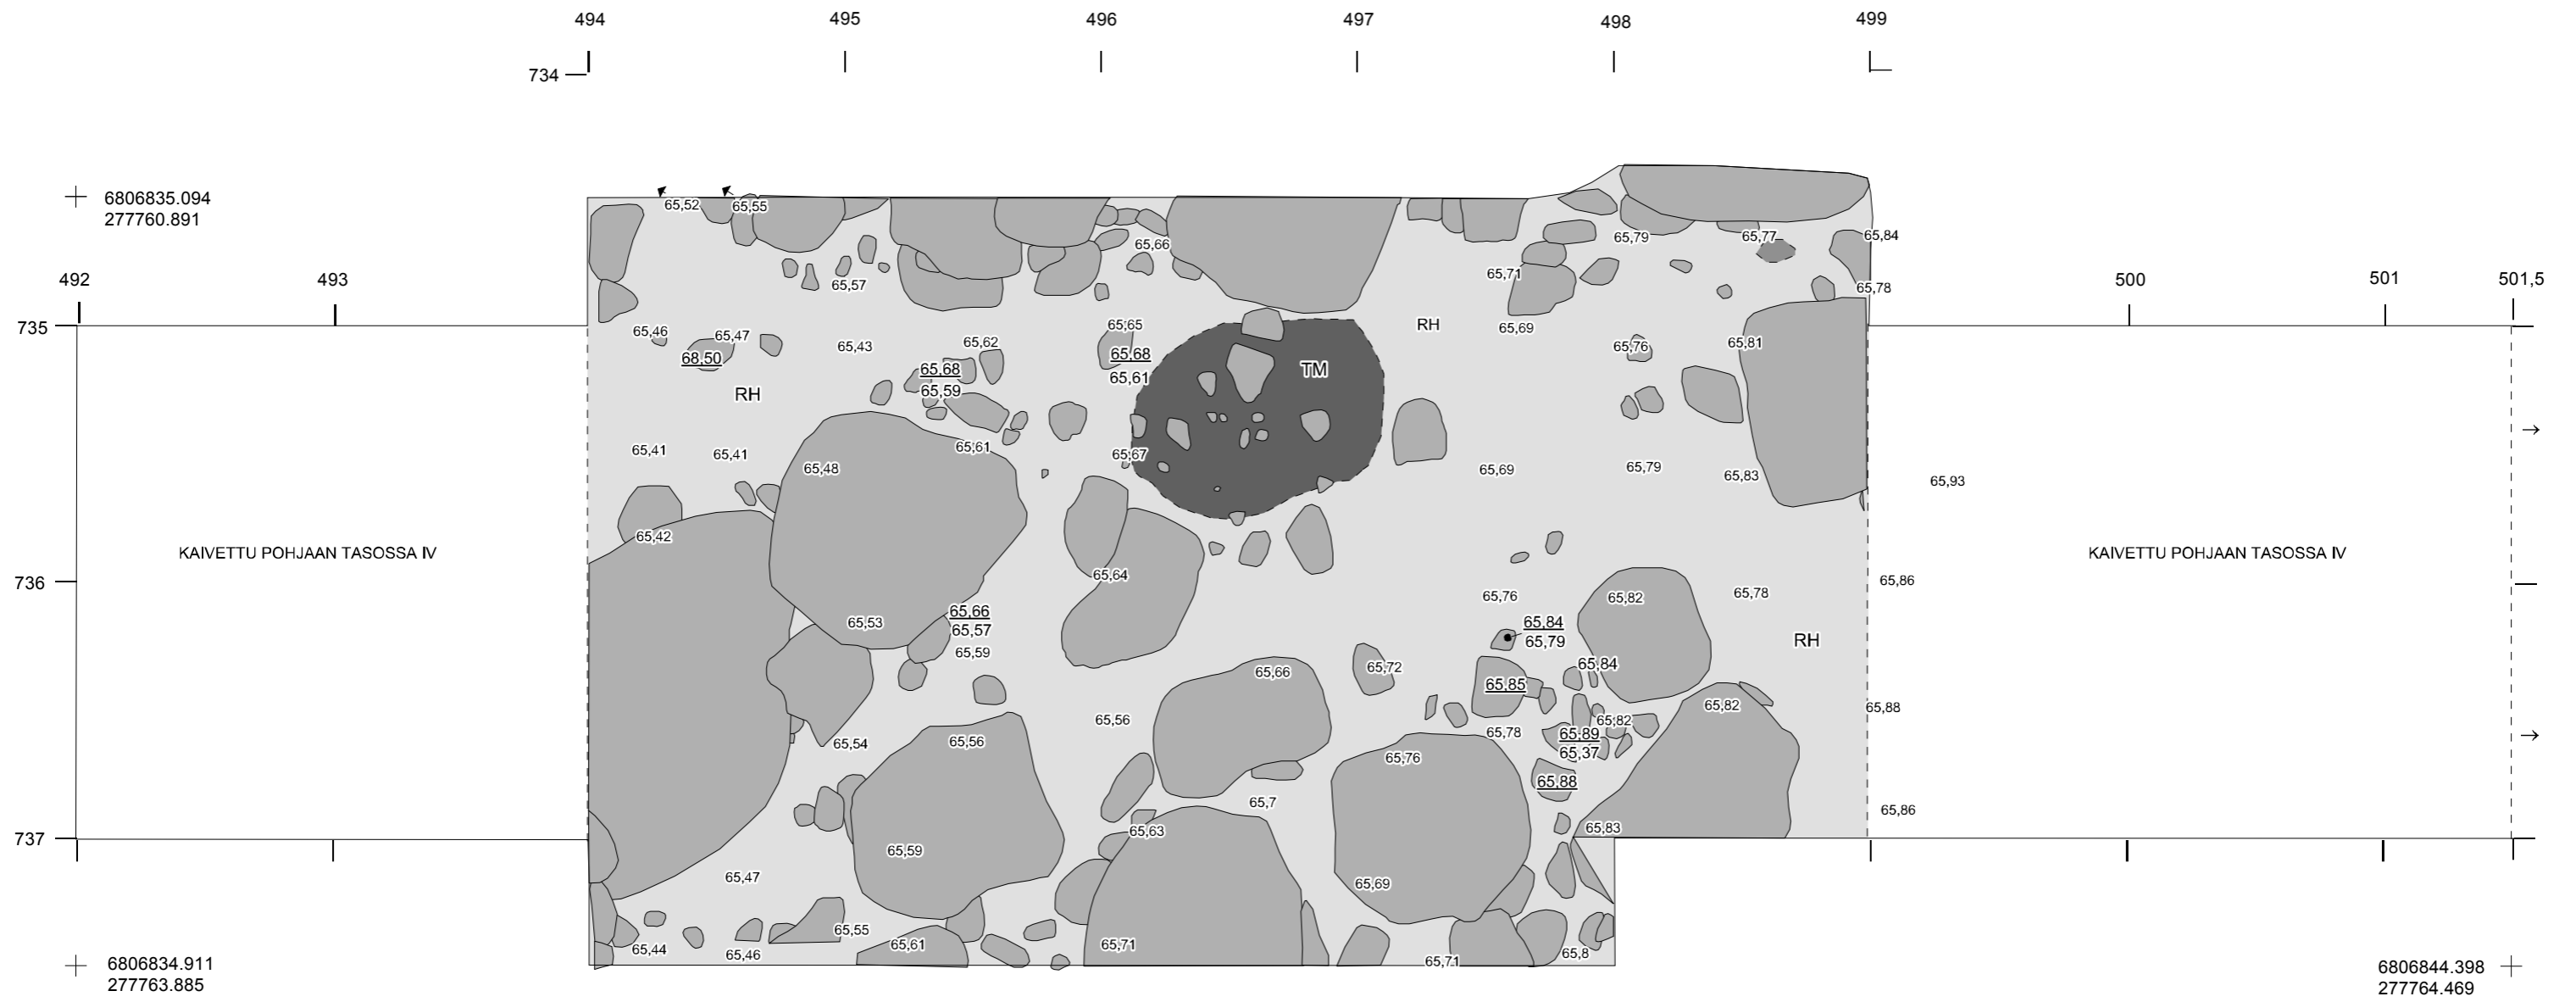 494 495 496 497 498 499
734
6806835.094
277760.891
65,52 65,55
65,66 65,79 65,77 65,84
492 493 65,57 65,71 65,78 500 501 501,5
735 65,46 65,47 65,43 65,62 65,65 RH 65,69 65,76 65,81
68,50 65,68 65,68 TM
65,59 65,61
RH
65,41 65,41 65,48 65,61 65,67 65,69 65,79 65,83 65,93
65,42
KAIVETTU POHJAAN TASOSSA IV KAIVETTU POHJAAN TASOSSA IV
736 65,64 65,76 65,82 65,78 65,86
65,53 65,66 65,84 RH
65,57 65,79
65,59 65,66 65,72 65,84
65,85
65,56 65,82 65,82 65,88
65,54 65,56 65,76 65,78 65,89
65,37
65,88
65,7
65,63 65,83 65,86
737
65,59
65,47 65,69
65,55
65,44 65,46 65,61 65,71 65,71 65,8
6806834.911
277763.885
6806844.398
277764.469